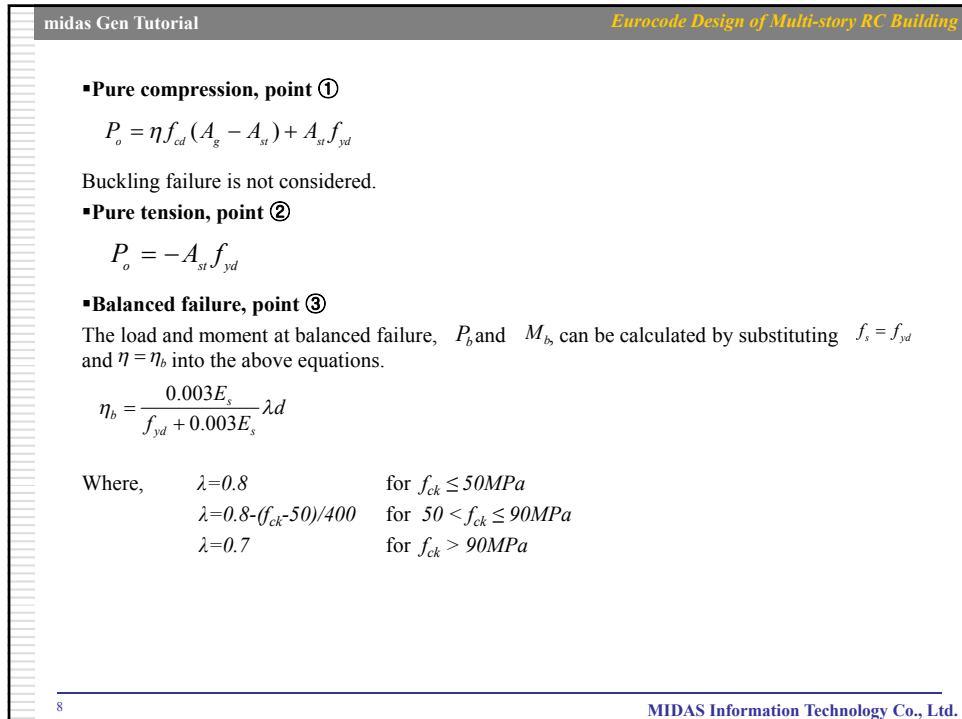 midas Gen Tutorial
Eurocode Design of Multi-story RC Building
▪Pure compression, point ①
P_o = η f_cd (A_g − A_st) + A_st f_yd
Buckling failure is not considered.
▪Pure tension, point ②
P_o = − A_st f_yd
▪Balanced failure, point ③
The load and moment at balanced failure, P_b and M_b, can be calculated by substituting f_s = f_yd
and η = η_b into the above equations.
η_b = 0.003E_s / (f_yd + 0.003E_s) λd
Where, λ=0.8 for f_ck ≤ 50MPa
λ=0.8-(f_ck-50)/400 for 50 < f_ck ≤ 90MPa
λ=0.7 for f_ck > 90MPa
8
MIDAS Information Technology Co., Ltd.